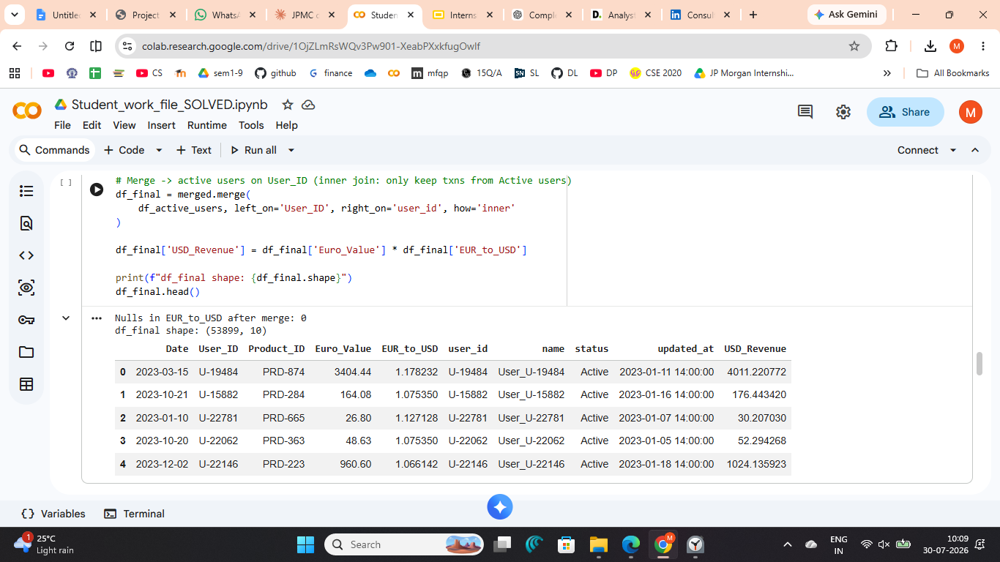 Untitled
Project
WhatsA
JPMC c
Studen
Interns
Comple
Analyst
Consul
Ask Gemini
colab.research.google.com/drive/1OjZLmRsWQv3Pw901-XeabPXxkfugOwlf
M
CS
sem1-9
github
finance
mfqp
15Q/A
SL
DL
DP
CSE 2020
JP Morgan Internshi...
All Bookmarks
Student_work_file_SOLVED.ipynb
File Edit View Insert Runtime Tools Help
Share
M
Commands + Code + Text Run all Connect
[ ]
# Merge -> active users on User_ID (inner join: only keep txns from Active users)
df_final = merged.merge(
df_active_users, left_on='User_ID', right_on='user_id', how='inner'
)
df_final['USD_Revenue'] = df_final['Euro_Value'] * df_final['EUR_to_USD']
print(f"df_final shape: {df_final.shape}")
df_final.head()
Nulls in EUR_to_USD after merge: 0
df_final shape: (53899, 10)
Date User_ID Product_ID Euro_Value EUR_to_USD user_id name status updated_at USD_Revenue
0 2023-03-15 U-19484 PRD-874 3404.44 1.178232 U-19484 User_U-19484 Active 2023-01-11 14:00:00 4011.220772
1 2023-10-21 U-15882 PRD-284 164.08 1.075350 U-15882 User_U-15882 Active 2023-01-16 14:00:00 176.443420
2 2023-01-10 U-22781 PRD-665 26.80 1.127128 U-22781 User_U-22781 Active 2023-01-07 14:00:00 30.207030
3 2023-10-20 U-22062 PRD-363 48.63 1.075350 U-22062 User_U-22062 Active 2023-01-05 14:00:00 52.294268
4 2023-12-02 U-22146 PRD-223 960.60 1.066142 U-22146 User_U-22146 Active 2023-01-18 14:00:00 1024.135923
Variables Terminal
1
25°C
Light rain
Search
M
ENG
IN
10:09
30-07-2026